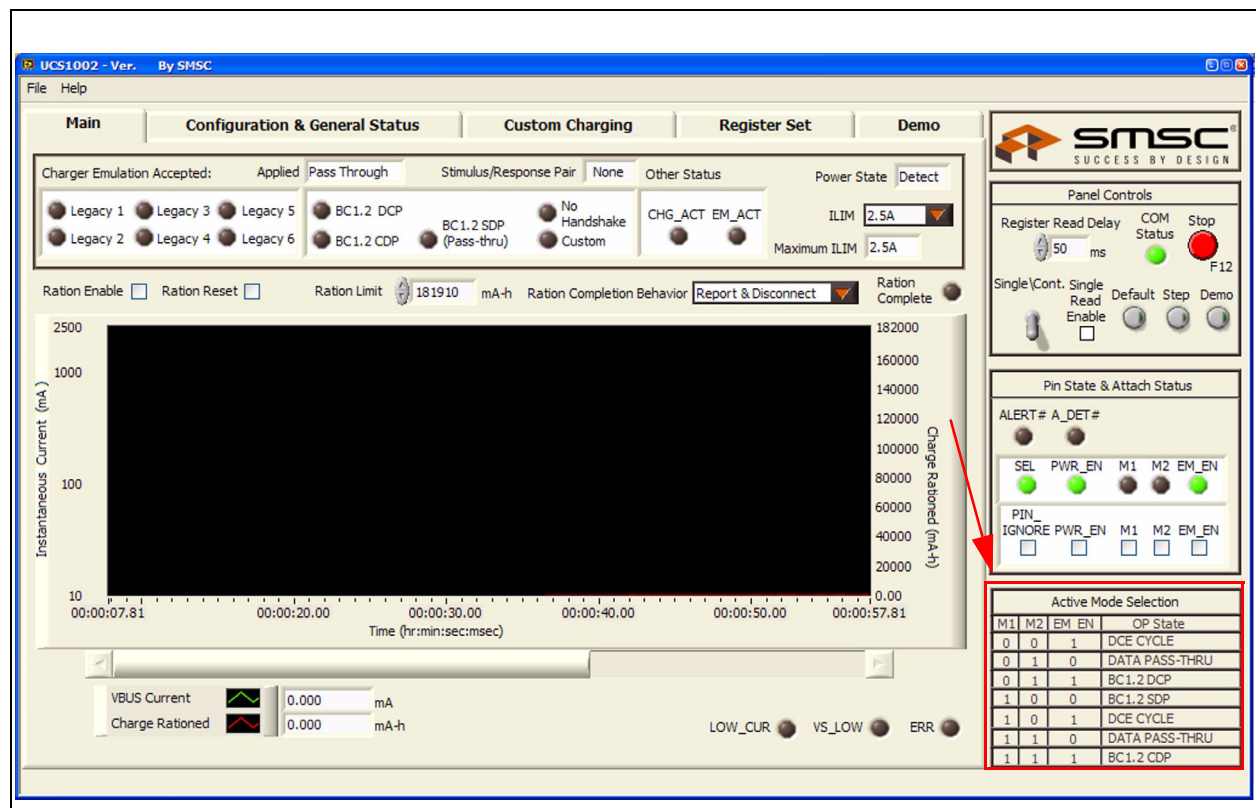 UCS1002 - Ver. By SMSC
File Help
Main Configuration & General Status Custom Charging Register Set Demo
Charger Emulation Accepted: Applied Pass Through Stimulus/Response Pair None Other Status Power State Detect
Legacy 1 Legacy 3 Legacy 5 BC1.2 DCP
Legacy 2 Legacy 4 Legacy 6 BC1.2 CDP
BC1.2 SDP
(Pass-thru)
No
Handshake
Custom
CHG_ACT EM_ACT
ILIM 2.5A
Maximum ILIM 2.5A
Ration Enable Ration Reset Ration Limit 181910 mA-h Ration Completion Behavior Report & Disconnect
Ration
Complete
Instantaneous Current (mA)
2500
1000
100
10
182000
160000
140000
120000
100000
80000
60000
40000
20000
0.00
Charge Rationed (mA-h)
00:00:07.81 00:00:20.00 00:00:30.00 00:00:40.00 00:00:50.00 00:00:57.81
Time (hr:min:sec:msec)
VBUS Current 0.000 mA
Charge Rationed 0.000 mA-h
LOW_CUR VS_LOW ERR
smsc®
SUCCESS BY DESIGN
Panel Controls
Register Read Delay
50 ms
COM
Status
Stop
F12
Single\Cont.
Single
Read
Enable
Default Step Demo
Pin State & Attach Status
ALERT# A_DET#
SEL PWR_EN M1 M2 EM_EN
PIN_
IGNORE PWR_EN M1 M2 EM_EN
Active Mode Selection
M1 M2 EM EN OP State
0 0 1 DCE CYCLE
0 1 0 DATA PASS-THRU
0 1 1 BC1.2 DCP
1 0 0 BC1.2 SDP
1 0 1 DCE CYCLE
1 1 0 DATA PASS-THRU
1 1 1 BC1.2 CDP